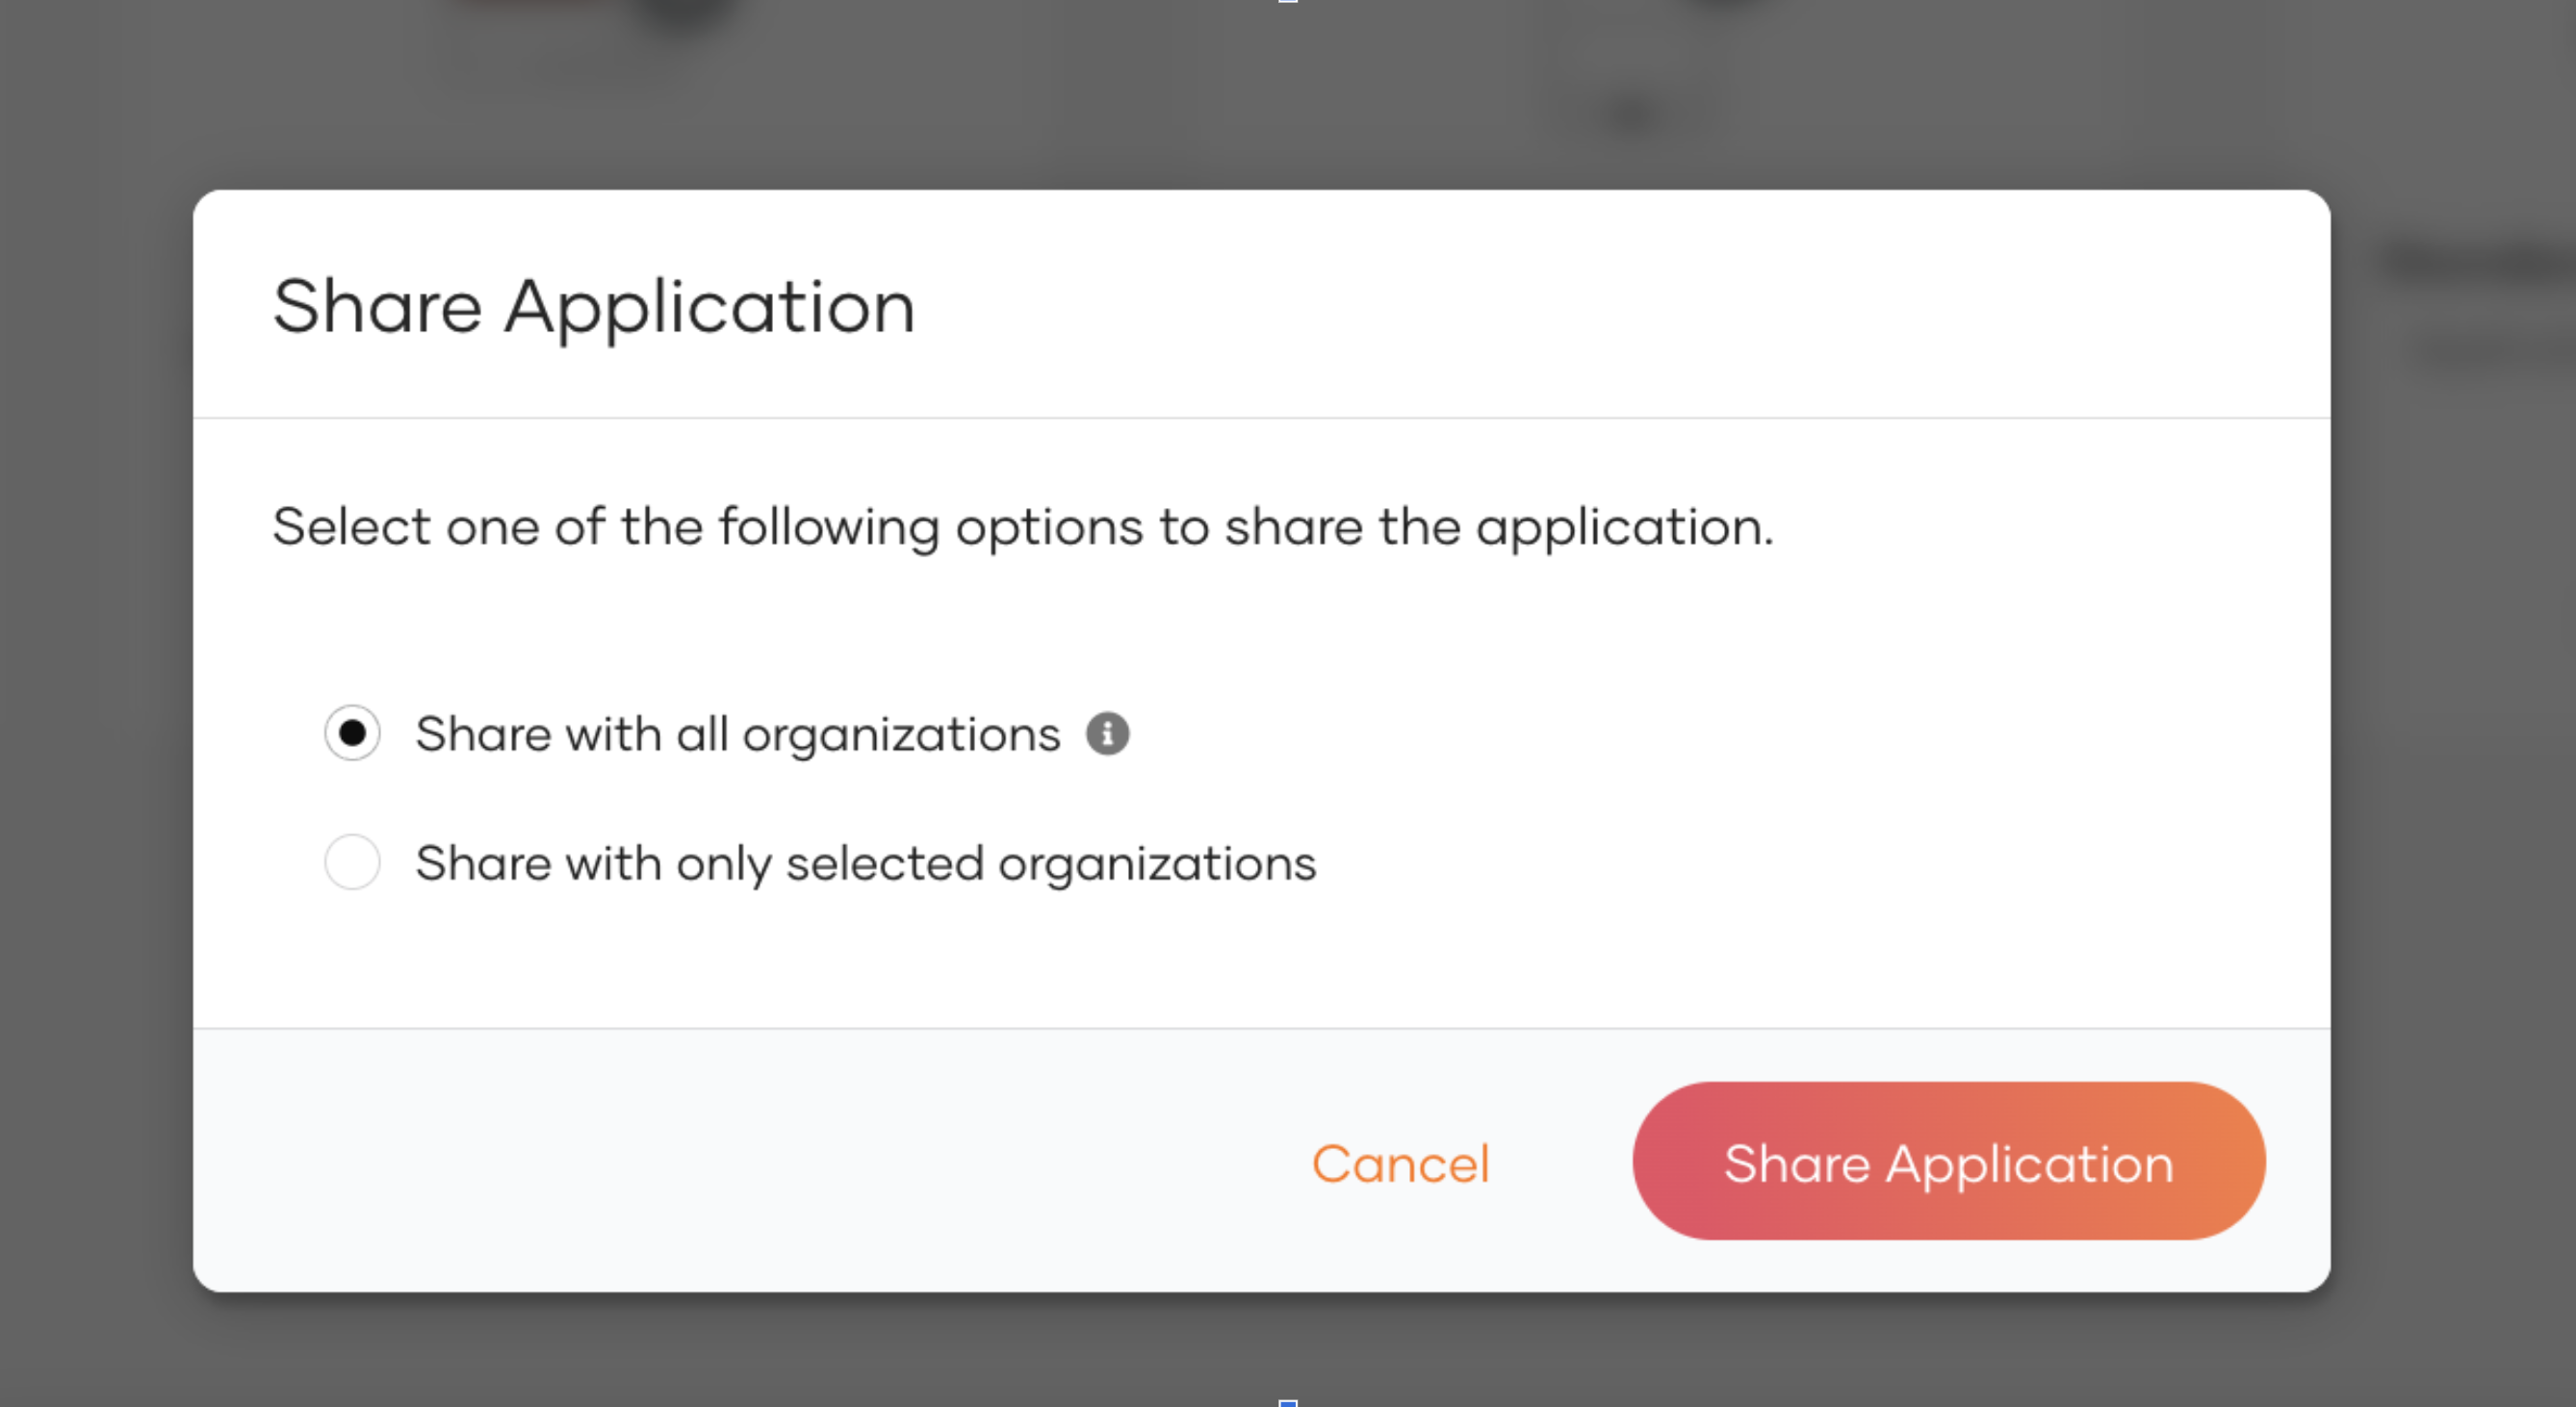 Share Application
Select one of the following options to share the application.
Share with all organizations
Share with only selected organizations
Cancel
Share Application